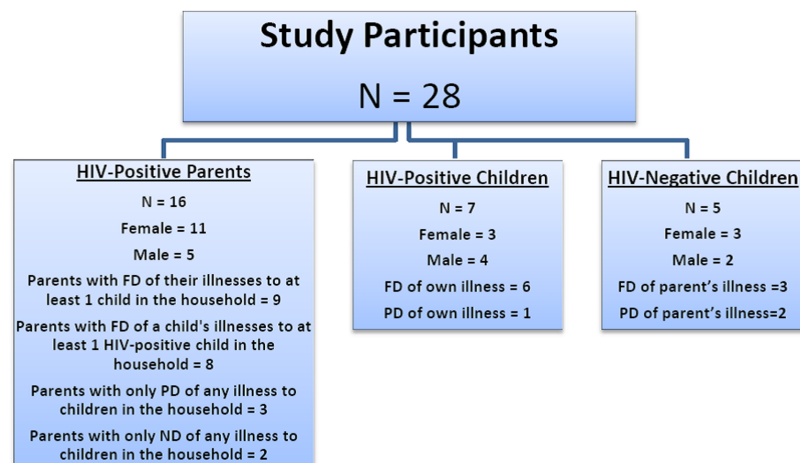 Study Participants
N = 28
HIV-Positive Parents
N = 16
Female = 11
Male = 5
Parents with FD of their illnesses to at
least 1 child in the household = 9
Parents with FD of a child's illnesses to at
least 1 HIV-positive child in the
household = 8
Parents with only PD of any illness to
children in the household = 3
Parents with only ND of any illness to
children in the household = 2
HIV-Positive Children
N = 7
Female = 3
Male = 4
FD of own illness = 6
PD of own illness = 1
HIV-Negative Children
N = 5
Female = 3
Male = 2
FD of parent’s illness =3
PD of parent’s illness=2